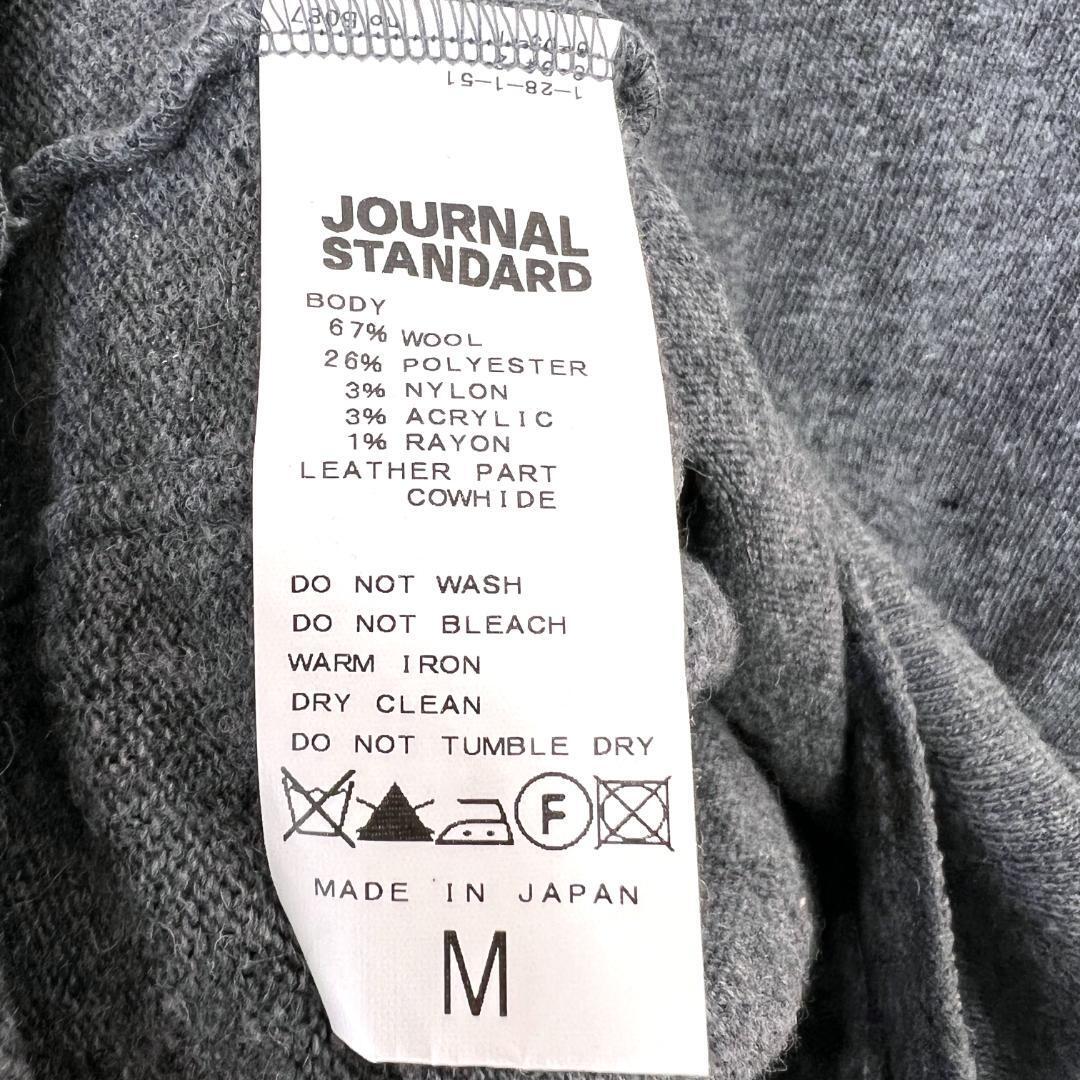 1-28-1-51
JOURNAL
STANDARD
BODY
67% WOOL
26% POLYESTER
3% NYLON
3% ACRYLIC
1% RAYON
LEATHER PART
COWHIDE
DO NOT WASH
DO NOT BLEACH
WARM IRON
DRY CLEAN
DO NOT TUMBLE DRY
F
MADE IN JAPAN
M